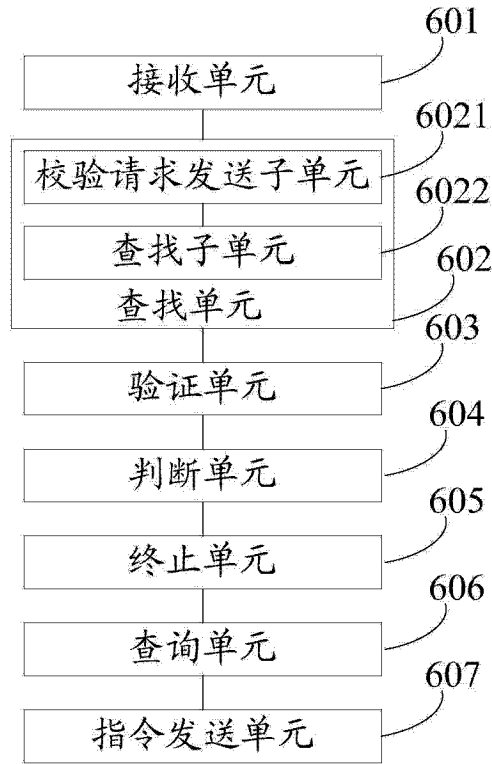 601
接收单元
6021
校验请求发送子单元
6022
查找子单元
602
查找单元
603
验证单元
604
判断单元
605
终止单元
606
查询单元
607
指令发送单元